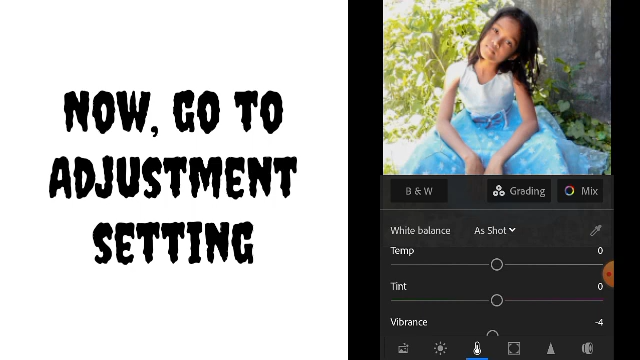 NOW, GO TO
ADJUSTMENT
SETTING
B & W
Grading
Mix
White balance
As Shot
Temp
0
Tint
0
Vibrance
-4